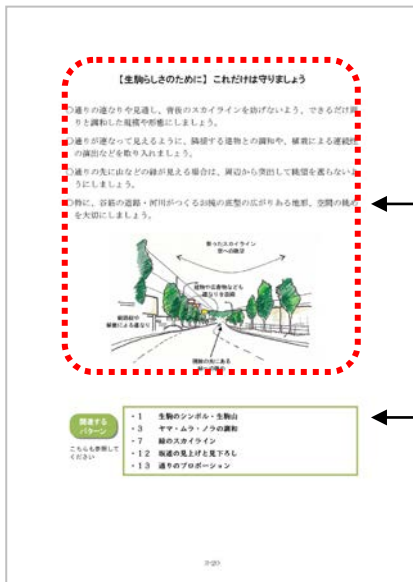 【生駒らしさのために】これだけは守りましょう
○通りの連なりや見通し、背後のスカイラインを妨げないよう、できるだけ周
りと調和した規模や形態にしましょう。
○通りが連なって見えるように、隣接する建物との調和や、植栽による連続性
の演出などを取り入れましょう。
○通りの先に山などの緑が見える場合は、周辺から突出して眺望を遮らないよ
うにしましょう。
○特に、谷筋の道路・河川がつくるお椀の底型の広がりある地形、空間の眺め
を大切にしましょう。
整ったスカイライン
空への眺望
建物や広告物なども
連なりを意識
植栽による連なり
関連する
パターン
こちらも参照して
ください
・1 生駒のシンボル・生駒山
・3 ヤマ・ムラ・ノラの調和
・7 緑のスカイライン
・12 坂道の見上げと見下ろし
・13 通りのプロポーション